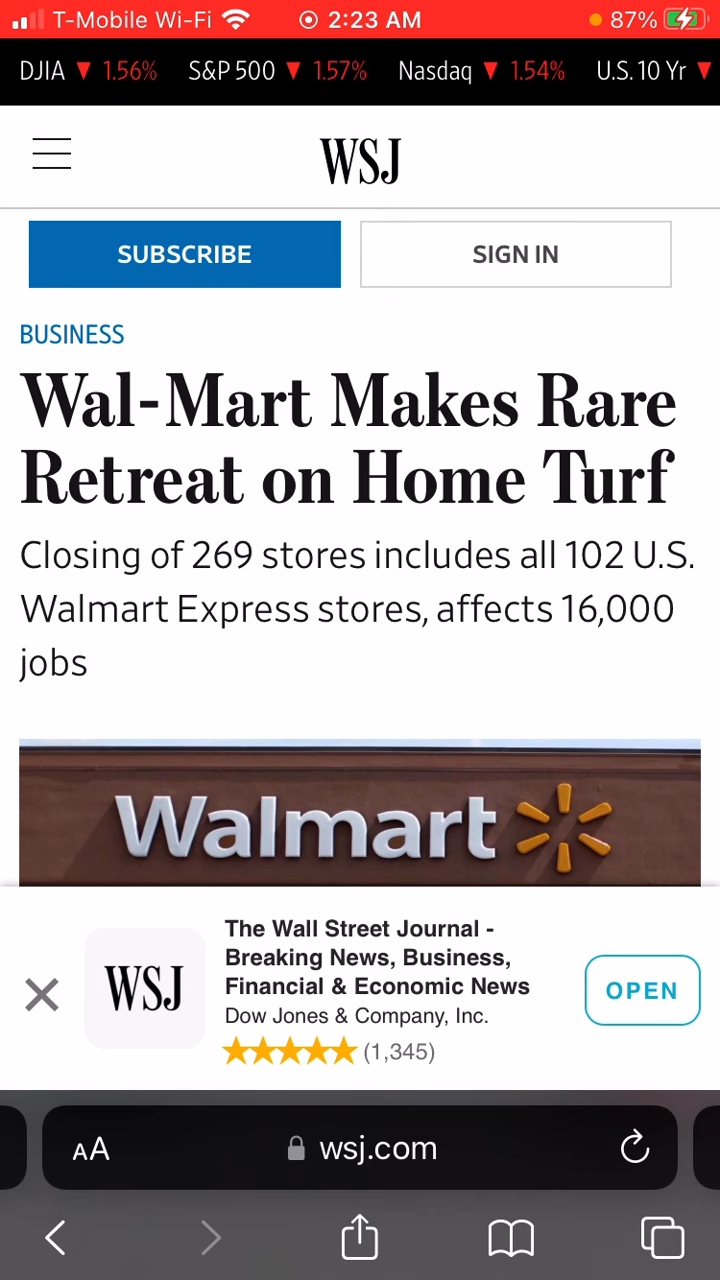 T-Mobile Wi-Fi 2:23 AM 87%
DJIA ▼ 1.56% S&P 500 ▼ 1.57% Nasdaq ▼ 1.54% U.S. 10 Yr ▼
WSJ
SUBSCRIBE SIGN IN
BUSINESS
Wal-Mart Makes Rare
Retreat on Home Turf
Closing of 269 stores includes all 102 U.S.
Walmart Express stores, affects 16,000
jobs
Walmart
WSJ
The Wall Street Journal -
Breaking News, Business,
Financial & Economic News
Dow Jones & Company, Inc.
★★★★★ (1,345)
OPEN
AA wsj.com